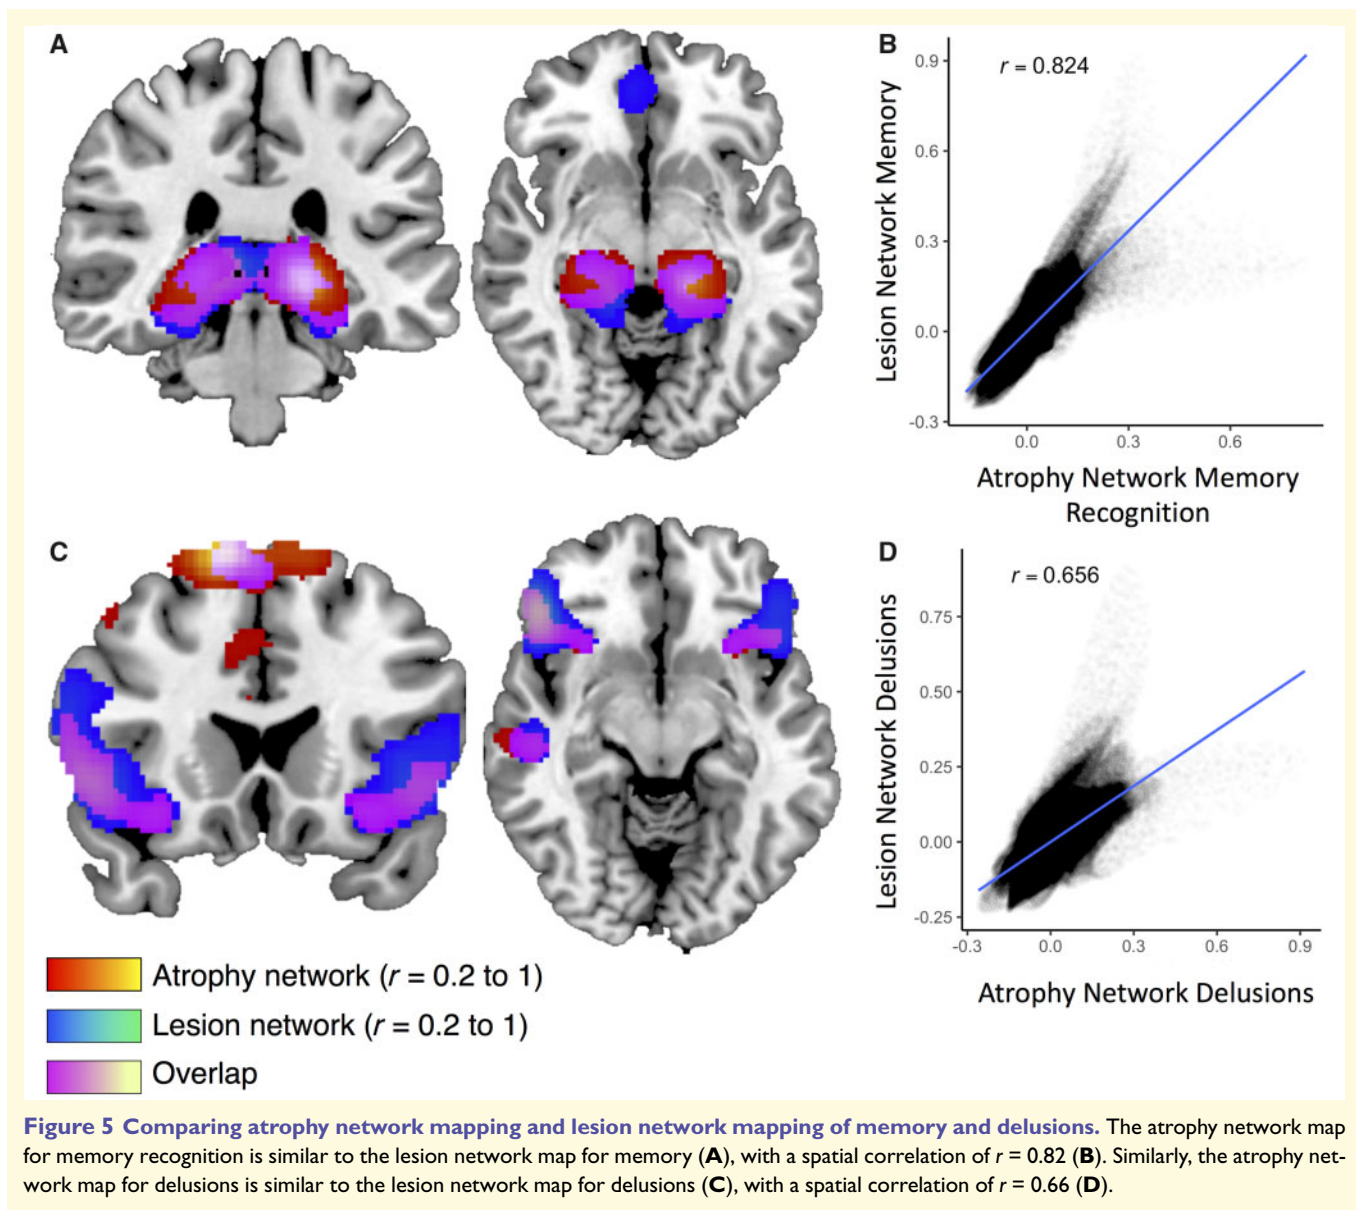 A
B
r = 0.824
Lesion Network Memory
0.9
0.6
0.3
0.0
-0.3
0.0
0.3
0.6
Atrophy Network Memory
Recognition
C
D
r = 0.656
Lesion Network Delusions
0.75
0.50
0.25
0.00
-0.25
-0.3
0.0
0.3
0.6
0.9
Atrophy Network Delusions
Atrophy network (r = 0.2 to 1)
Lesion network (r = 0.2 to 1)
Overlap
Figure 5 Comparing atrophy network mapping and lesion network mapping of memory and delusions. The atrophy network map
for memory recognition is similar to the lesion network map for memory (A), with a spatial correlation of r = 0.82 (B). Similarly, the atrophy net-
work map for delusions is similar to the lesion network map for delusions (C), with a spatial correlation of r = 0.66 (D).